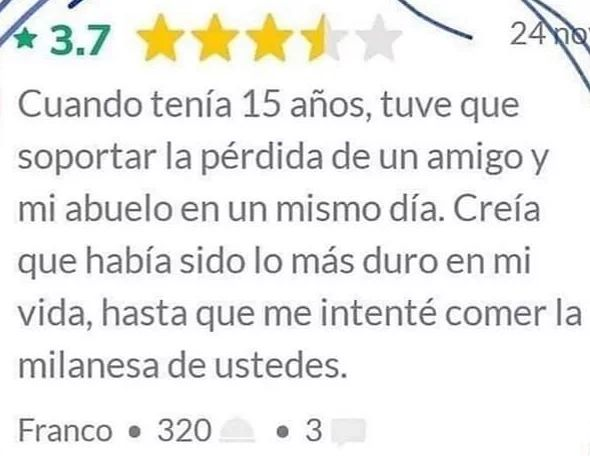 3.7 24 no
Cuando tenía 15 años, tuve que
soportar la pérdida de un amigo y
mi abuelo en un mismo día. Creía
que había sido lo más duro en mi
vida, hasta que me intenté comer la
milanesa de ustedes.
Franco • 320 • 3